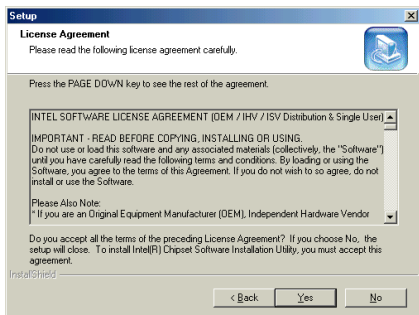 Setup
License Agreement
Please read the following license agreement carefully.
Press the PAGE DOWN key to see the rest of the agreement.
INTEL SOFTWARE LICENSE AGREEMENT (OEM / IHV / ISV Distribution & Single User)
IMPORTANT - READ BEFORE COPYING, INSTALLING OR USING.
Do not use or load this software and any associated materials (collectively, the "Software")
until you have carefully read the following terms and conditions. By loading or using the
Software, you agree to the terms of this Agreement. If you do not wish to so agree, do not
install or use the Software.
Please Also Note:
* If you are an Original Equipment Manufacturer (OEM), Independent Hardware Vendor
Do you accept all the terms of the preceding License Agreement? If you choose No, the
setup will close. To install Intel(R) Chipset Software Installation Utility, you must accept this
agreement.
InstallShield
< Back
Yes
No